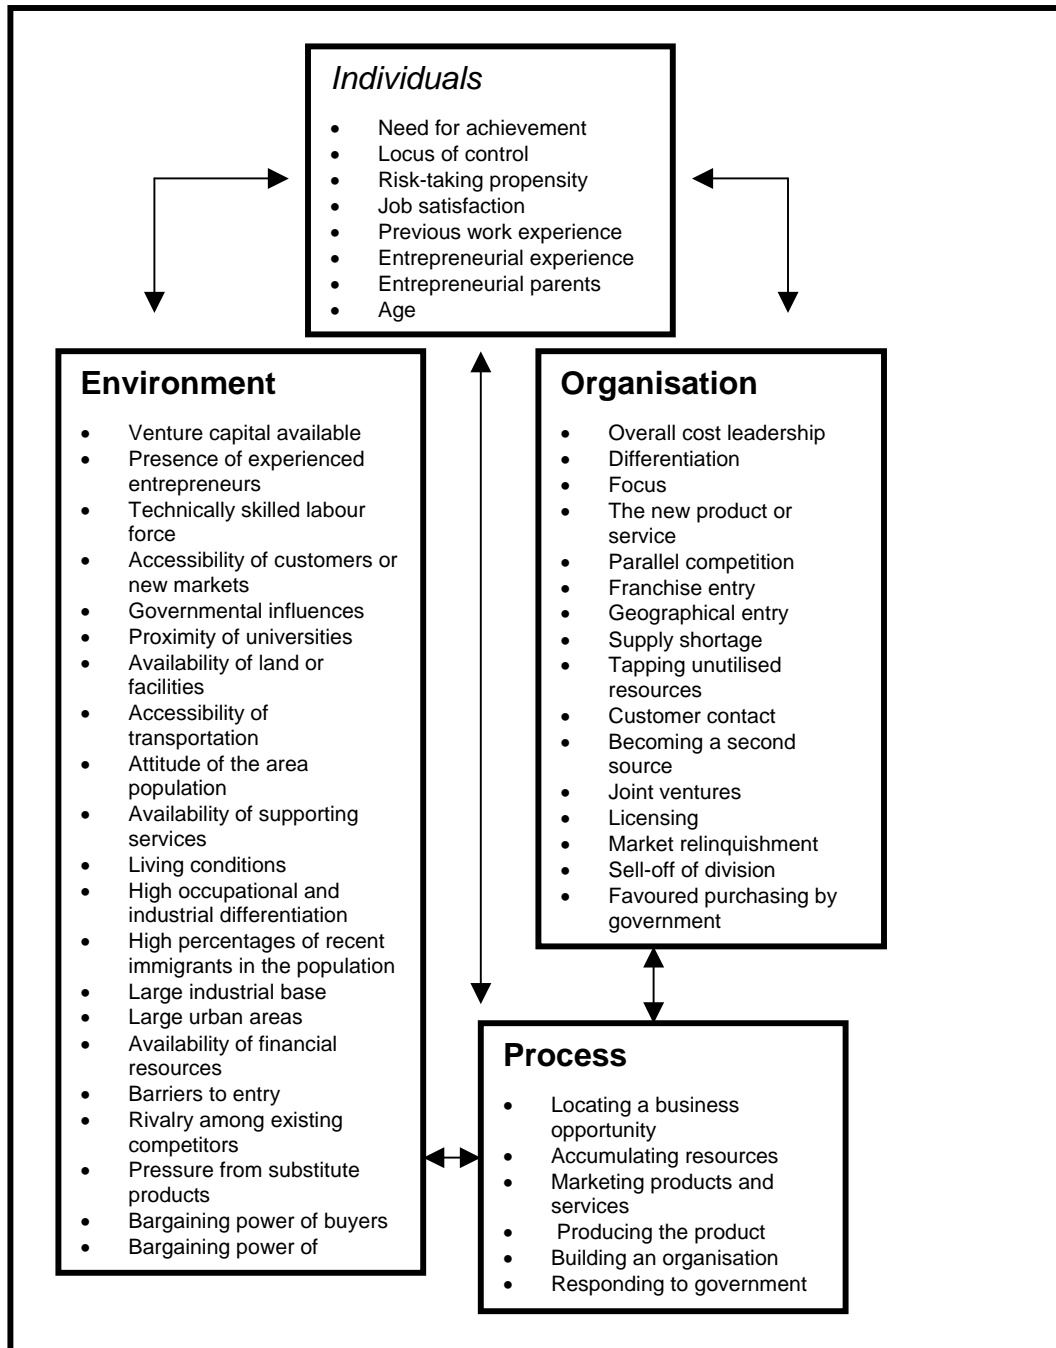 Individuals
• Need for achievement
• Locus of control
• Risk-taking propensity
• Job satisfaction
• Previous work experience
• Entrepreneurial experience
• Entrepreneurial parents
• Age
Environment
• Venture capital available
• Presence of experienced
entrepreneurs
• Technically skilled labour
force
• Accessibility of customers or
new markets
• Governmental influences
• Proximity of universities
• Availability of land or
facilities
• Accessibility of
transportation
• Attitude of the area
population
• Availability of supporting
services
• Living conditions
• High occupational and
industrial differentiation
• High percentages of recent
immigrants in the population
• Large industrial base
• Large urban areas
• Availability of financial
resources
• Barriers to entry
• Rivalry among existing
competitors
• Pressure from substitute
products
• Bargaining power of buyers
• Bargaining power of
Organisation
• Overall cost leadership
• Differentiation
• Focus
• The new product or
service
• Parallel competition
• Franchise entry
• Geographical entry
• Supply shortage
• Tapping unutilised
resources
• Customer contact
• Becoming a second
source
• Joint ventures
• Licensing
• Market relinquishment
• Sell-off of division
• Favoured purchasing by
government
Process
• Locating a business
opportunity
• Accumulating resources
• Marketing products and
services
• Producing the product
• Building an organisation
• Responding to government